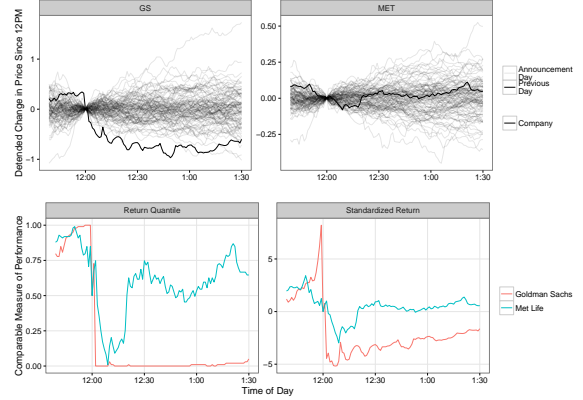 GS
MET
Detended Change in Price Since 12PM
1
0
−1
0.50
0.25
0.00
−0.25
12:00
12:30
1:00
1:30
12:00
12:30
1:00
1:30
Announcement
Day
Previous
Day
Company
Return Quantile
Standardized Return
Comparable Measure of Performance
1.00
0.75
0.50
0.25
0.00
5
0
−5
12:00
12:30
1:00
1:30
12:00
12:30
1:00
1:30
Goldman Sachs
Met Life
Time of Day